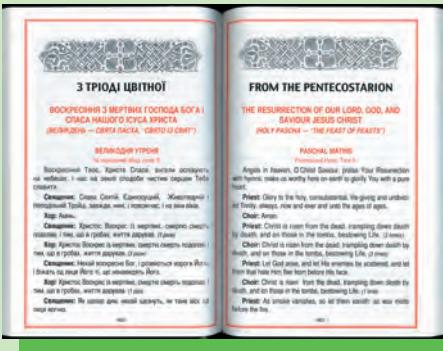 З ТРІОДІ ЦВІТНОЇ
ВОСКРЕСІННЯ З МЕРТВИХ ГОСПОДА БОГА І
СПАСА НАШОГО ІСУСА ХРИСТА
(ВЕЛИКДЕНЬ — СВЯТА ПАСХА, "СВЯТО ІЗ СВЯТ")
ВЕЛИКОДНЯ УТРЕНЯ
Воскресіння Твоє, Христе Спасе, ангели оспівують
на небесах. І нас на землі сподоби чистим серцем Тебе
славити.
Священик: Слава Святій, Єдиносущній, Животворчій і
Неподільній Тройці, завжди, нині, і повсякчас, і на віки віків.
Хор: Амінь.
Священик: Христос Воскрес із мертвих, смертю смерть
подолав, і тим, що в гробах, життя дарував.
Хор: Христос Воскрес із мертвих, смертю смерть подолав, і
тим, що в гробах, життя дарував.
Священик: Нехай воскресне Бог, і розвіються вороги Його, і
біжать від лиця Його ті, що ненавидять Його.
Хор: Христос Воскрес із мертвих, смертю смерть подолав, і
тим, що в гробах, життя дарував.
Священик: Як щезає дим, нехай щезнуть, як тане віск від
лиця вогню.
FROM THE PENTECOSTARION
THE RESURRECTION OF OUR LORD, GOD, AND
SAVIOUR JESUS CHRIST
(HOLY PASCHA — "THE FEAST OF FEASTS")
PASCHAL MATINS
Processional Hymn, Tone 6
Angels in heaven, O Christ Saviour, praise Your Resurrection
with hymns; make us worthy here on earth to glorify You with a pure
heart.
Priest: Glory to the holy, consubstantial, life-giving and undivid-
ed Trinity, always, now and ever and unto the ages of ages.
Choir: Amen.
Priest: Christ is risen from the dead, trampling down death
by death, and on those in the tombs, bestowing Life.
Choir: Christ is risen from the dead, trampling down death by
death, and on those in the tombs, bestowing Life.
Priest: Let God arise, and let His enemies be scattered, and let
them that hate Him flee from before His face.
Choir: Christ is risen from the dead, trampling down death by
death, and on those in the tombs, bestowing Life.
Priest: As smoke vanishes, so let them vanish: as wax melts
before the fire.